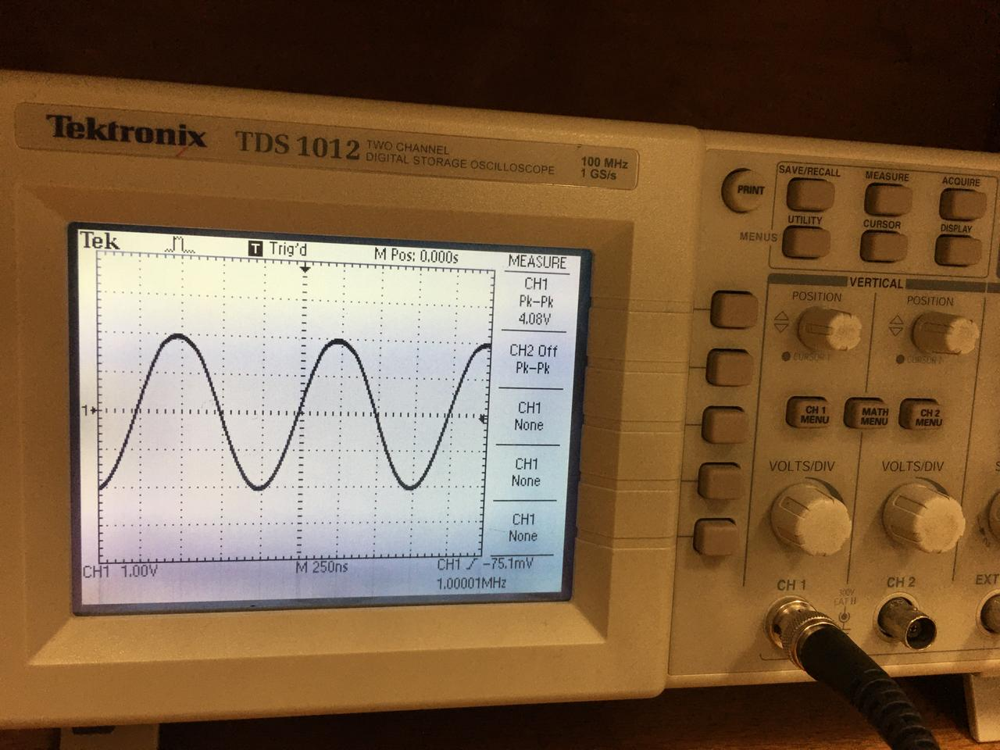 Tektronix TDS 1012 TWO CHANNEL
DIGITAL STORAGE OSCILLOSCOPE
100 MHz
1 GS/s
Tek
T Trig'd
M Pos: 0.000s
MEASURE
CH1
Pk-Pk
4.08V
CH2 Off
Pk-Pk
CH1
None
CH1
None
CH1
None
1
CH1 1.00V
M 250ns
CH1 -75.1mV
1.00001MHz
PRINT
SAVE/RECALL
MEASURE
ACQUIRE
MENUS
UTILITY
CURSOR
DISPLAY
VERTICAL
POSITION
POSITION
CURSOR 1
CURSOR 2
CH 1
MENU
MATH
MENU
CH 2
MENU
VOLTS/DIV
VOLTS/DIV
CH 1
300V
CAT II
CH 2
EXT